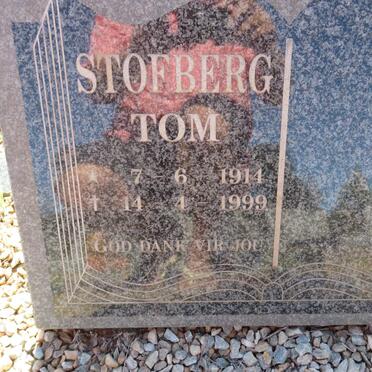 STOFBERG
TOM
* 7 - 6 - 1914
† 14 - 4 - 1999
GOD DANK VIR JOU